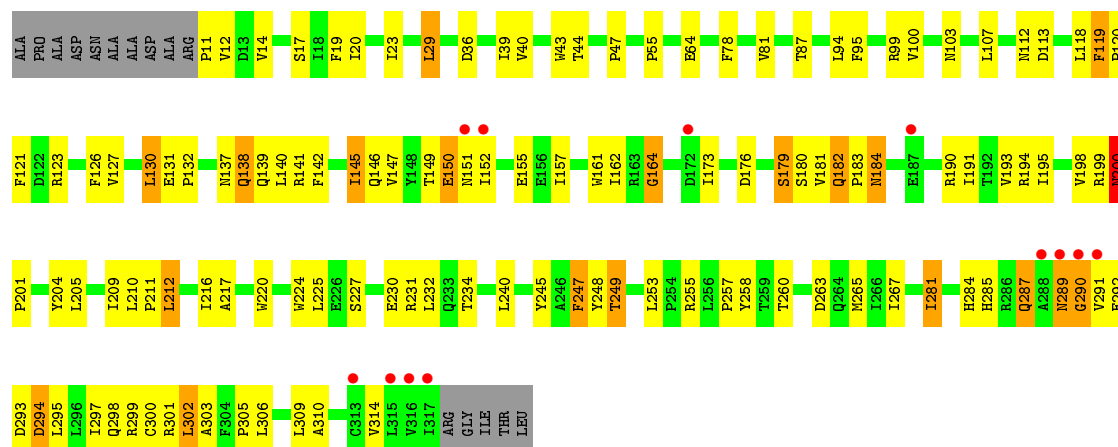 ALA PRO ALA ASP ASN ALA ALA ASP ALA ARG P11 V12 D13 V14 S17 I18 F19 I20 I23 L29 D36 I39 V40 W43 T44 P47 P55 E64 F78 V81 T87 L94 F95 R99 V100 N103 L107 N112 D113 L118 F119 P120
F121 D122 R123 F126 V127 L130 E131 P132 N137 Q138 Q139 L140 R141 F142 I145 Q146 V147 Y148 T149 E150 N151 I152 E155 E156 I157 W161 I162 R163 G164 D172 I173 D176 S179 S180 V181 Q182 P183 N184 E187 R190 I191 T192 V193 R194 I195 V198 R199 N200
P201 Y204 L205 I209 L210 P211 L212 I216 A217 W220 W224 L225 E226 S227 E230 R231 L232 Q233 T234 L240 Y245 A246 F247 Y248 T249 L253 P254 R255 L256 P257 Y258 T259 T260 D263 Q264 M265 I266 I267 I281 H284 H285 R286 Q287 A288 N289 G290 V291
D293 D294 L295 L296 I297 Q298 R299 C300 R301 L302 A303 F304 P305 L306 L309 A310 C313 V314 L315 V316 I317 ARG GLY ILE THR LEU